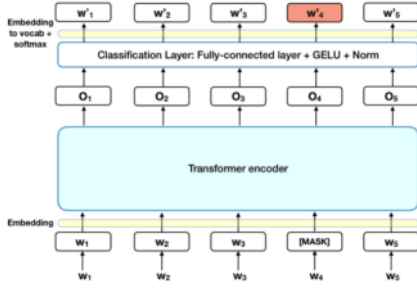 w'₁ w'₂ w'₃ w'₄ w'₅
Embedding
to vocab +
softmax
Classification Layer: Fully-connected layer + GELU + Norm
O₁ O₂ O₃ O₄ O₅
Transformer encoder
Embedding
w₁ w₂ w₃ [MASK] w₅
w₁ w₂ w₃ w₄ w₅